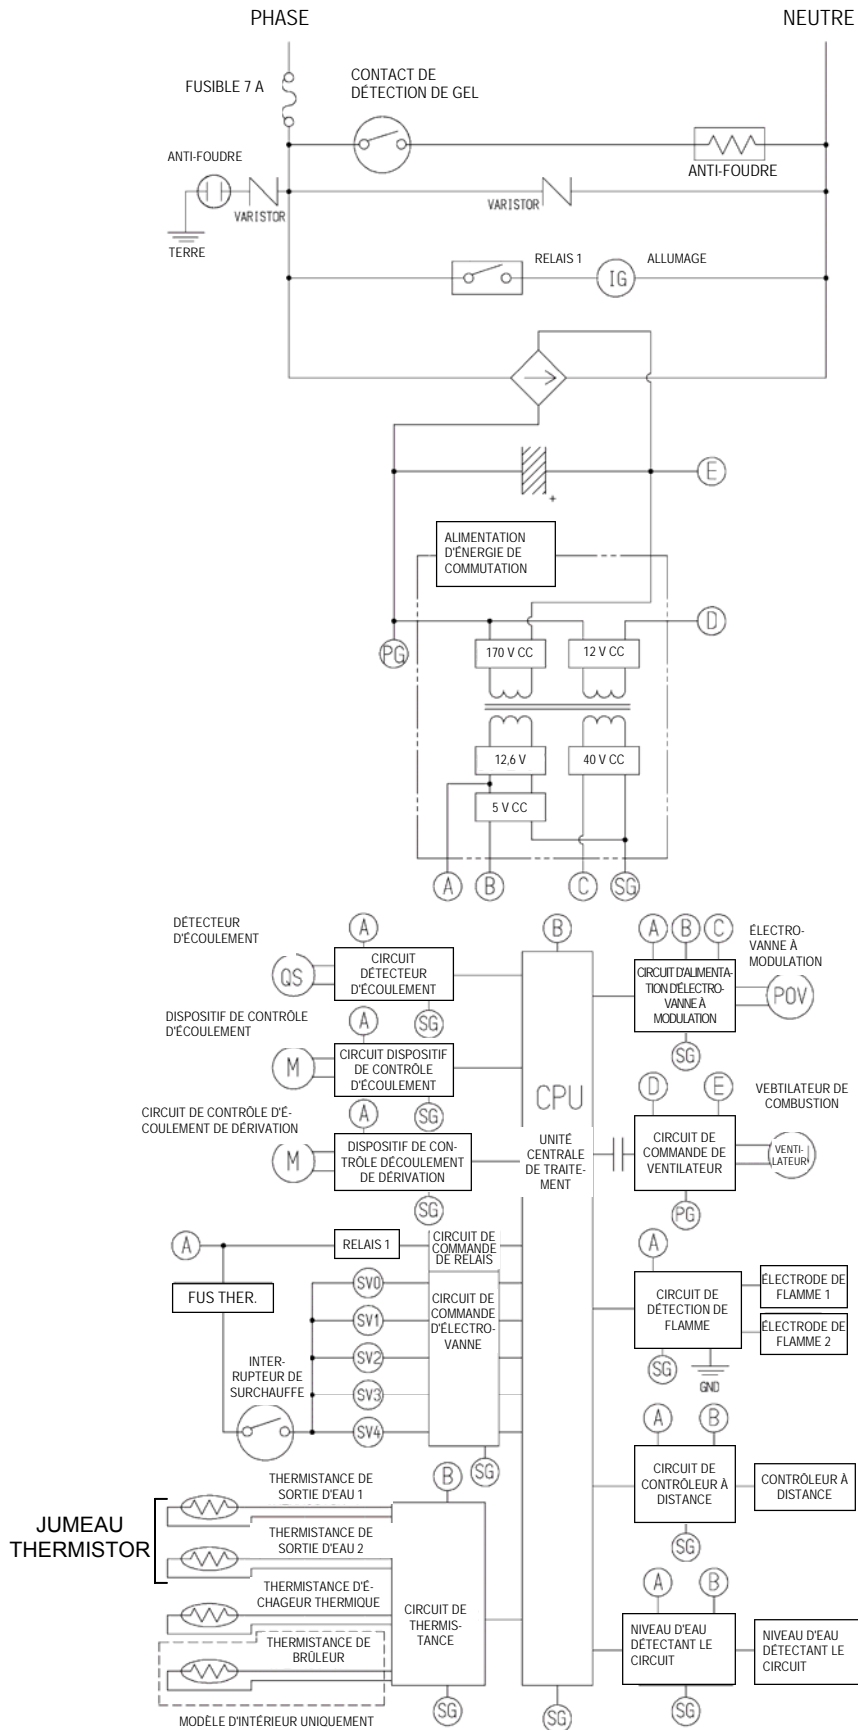 PHASE
NEUTRE
FUSIBLE 7 A
CONTACT DE
DÉTECTION DE GEL
ANTI-FOUDRE
ANTI-FOUDRE
VARISTOR
VARISTOR
TERRE
RELAIS 1
ALLUMAGE
IG
E
+
ALIMENTATION
D'ÉNERGIE DE
COMMUTATION
D
PG
170 V CC
12 V CC
12,6 V
40 V CC
5 V CC
A
B
C
SG
DÉTECTEUR
D'ÉCOULEMENT
A
QS
CIRCUIT
DÉTECTEUR
D'ÉCOULEMENT
SG
DISPOSITIF DE CONTRÔLE
D'ÉCOULEMENT
A
M
CIRCUIT DISPOSITIF
DE CONTRÔLE
D'ÉCOULEMENT
SG
CIRCUIT DE CONTRÔLE D'É-
COULEMENT DE DÉRIVATION
A
M
DISPOSITIF DE CON-
TRÔLE DÉCOULEMENT
DE DÉRIVATION
SG
B
CPU
UNITÉ
CENTRALE
DE TRAITE-
MENT
SG
A
B
C
ÉLECTRO-
VANNE À
MODULATION
CIRCUIT D'ALIMENTA-
TION D'ÉLECTRO-
VANNE À
MODULATION
POV
SG
D
E
VEBTILATEUR DE
COMBUSTION
CIRCUIT DE
COMMANDE DE
VENTILATEUR
VENTI-
LATEUR
PG
A
RELAIS 1
CIRCUIT DE
COMMANDE
DE RELAIS
FUS THER.
SV0
SV1
SV2
SV3
SV4
CIRCUIT DE
COMMANDE
D'ÉLECTRO-
VANNE
INTER-
RUPTEUR DE
SURCHAUFFE
SG
A
CIRCUIT DE
DÉTECTION DE
FLAMME
ÉLECTRODE DE
FLAMME 1
ÉLECTRODE DE
FLAMME 2
SG
GND
A
B
CIRCUIT DE
CONTRÔLEUR À
DISTANCE
CONTRÔLEUR À
DISTANCE
SG
JUMEAU
THERMISTOR
THERMISTANCE DE
SORTIE D'EAU 1
THERMISTANCE DE
SORTIE D'EAU 2
THERMISTANCE D'É-
CHAGEUR THERMIQUE
THERMISTANCE DE
BRÛLEUR
B
CIRCUIT DE
THERMIS-
TANCE
SG
MODÈLE D'INTÉRIEUR UNIQUEMENT
A
B
NIVEAU D'EAU
DÉTECTANT LE
CIRCUIT
NIVEAU D'EAU
DÉTECTANT LE
CIRCUIT
SG